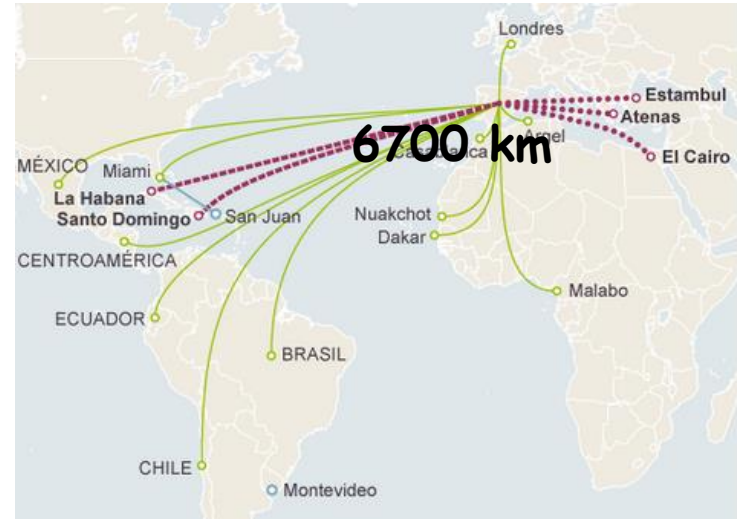 Londres
Estambul
Atenas
Argel
6700 km
Casablanca
El Cairo
MÉXICO
Miami
La Habana
Santo Domingo
San Juan
Nuakchot
Dakar
CENTROAMÉRICA
Malabo
ECUADOR
BRASIL
CHILE
Montevideo